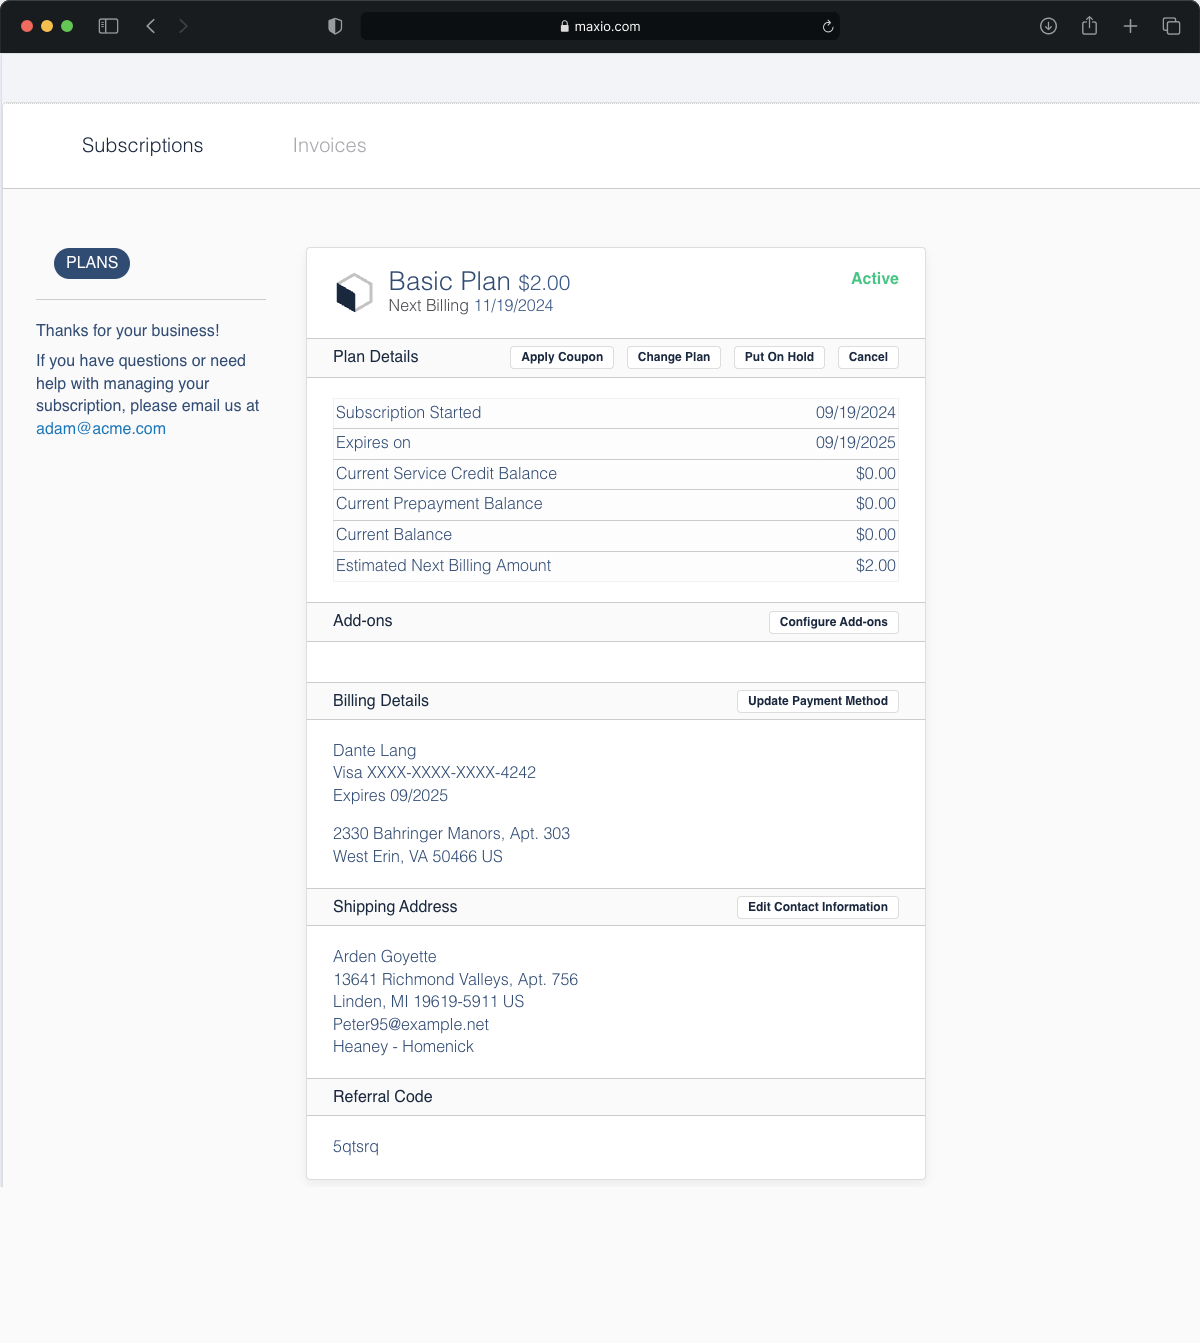 maxio.com
Subscriptions
Invoices
PLANS
Thanks for your business!
If you have questions or need
help with managing your
subscription, please email us at
adam@acme.com
Basic Plan $2.00
Active
Next Billing 11/19/2024
Plan Details
Apply Coupon
Change Plan
Put On Hold
Cancel
Subscription Started 09/19/2024
Expires on 09/19/2025
Current Service Credit Balance $0.00
Current Prepayment Balance $0.00
Current Balance $0.00
Estimated Next Billing Amount $2.00
Add-ons
Configure Add-ons
Billing Details
Update Payment Method
Dante Lang
Visa XXXX-XXXX-XXXX-4242
Expires 09/2025
2330 Bahringer Manors, Apt. 303
West Erin, VA 50466 US
Shipping Address
Edit Contact Information
Arden Goyette
13641 Richmond Valleys, Apt. 756
Linden, MI 19619-5911 US
Peter95@example.net
Heaney - Homenick
Referral Code
5qtsrq